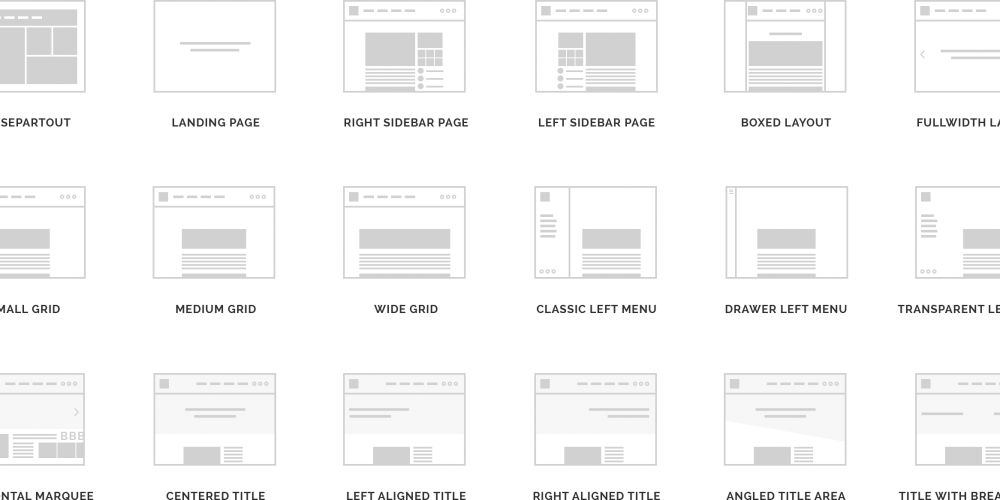 SEPARTOUT
LANDING PAGE
RIGHT SIDEBAR PAGE
LEFT SIDEBAR PAGE
BOXED LAYOUT
FULLWIDTH LA
MALL GRID
MEDIUM GRID
WIDE GRID
CLASSIC LEFT MENU
DRAWER LEFT MENU
TRANSPARENT LE
BBB
NTAL MARQUEE
CENTERED TITLE
LEFT ALIGNED TITLE
RIGHT ALIGNED TITLE
ANGLED TITLE AREA
TITLE WITH BREA